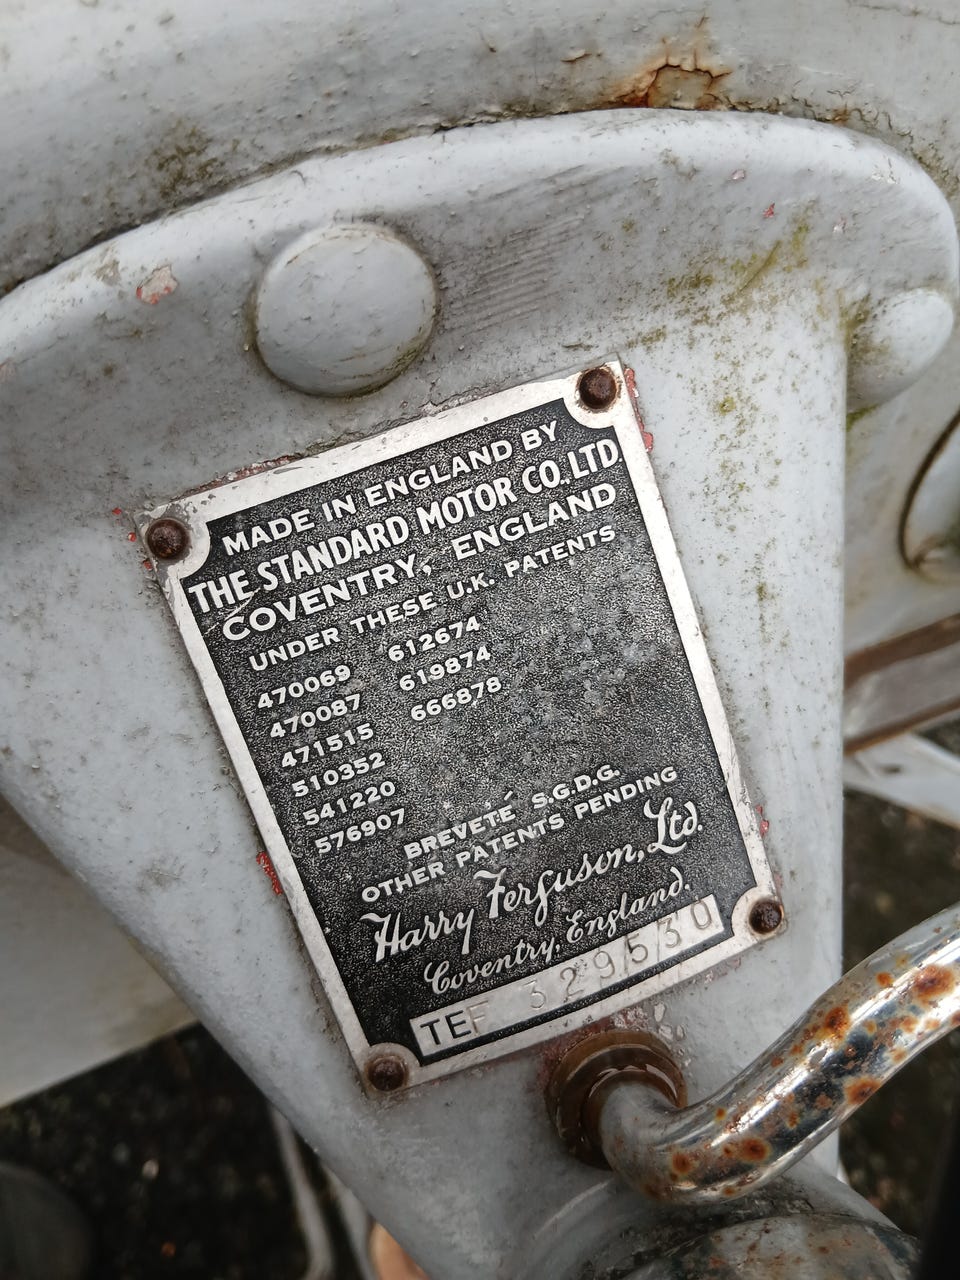 MADE IN ENGLAND BY
THE STANDARD MOTOR CO., LTD.
COVENTRY, ENGLAND
UNDER THESE U.K. PATENTS
470069 612674
470087 619874
471515 666878
510352
541220
576907
BREVETÉ S.G.D.G.
OTHER PATENTS PENDING
Harry Ferguson, Ltd.
Coventry, England.
TEF 329530